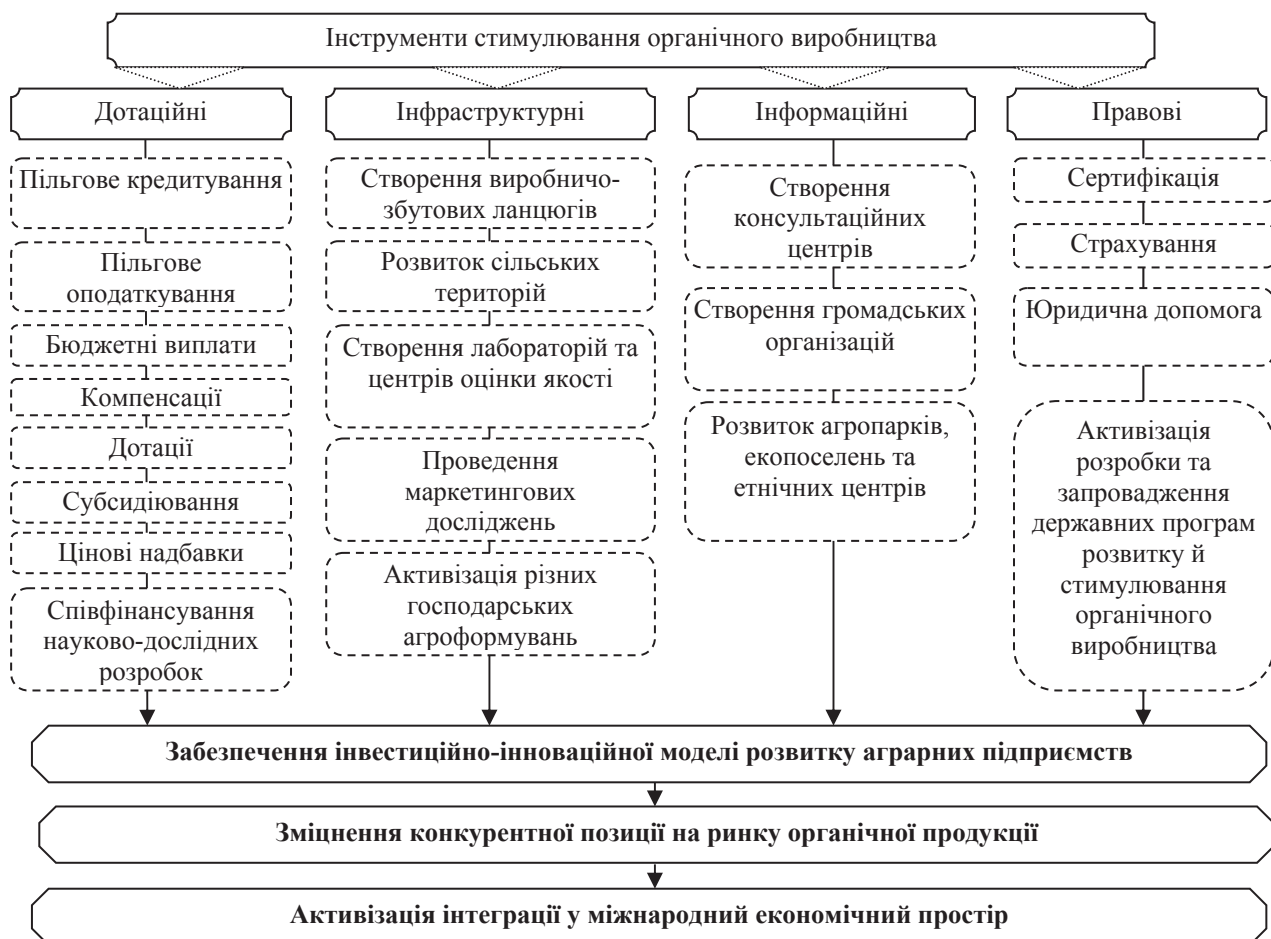 Інструменти стимулювання органічного виробництва
Дотаційні
Пільгове кредитування
Пільгове
оподаткування
Бюджетні виплати
Компенсації
Дотації
Субсидіювання
Цінові надбавки
Співфінансування
науково-дослідних
розробок
Інфраструктурні
Створення виробничо-
збутових ланцюгів
Розвиток сільських
територій
Створення лабораторій та
центрів оцінки якості
Проведення
маркетингових
досліджень
Активізація різних
господарських
агроформувань
Інформаційні
Створення
консультаційних
центрів
Створення громадських
організацій
Розвиток агропарків,
екопоселень та
етнічних центрів
Правові
Сертифікація
Страхування
Юридична допомога
Активізація
розробки та
запровадження
державних програм
розвитку й
стимулювання
органічного
виробництва
Забезпечення інвестиційно-інноваційної моделі розвитку аграрних підприємств
Зміцнення конкурентної позиції на ринку органічної продукції
Активізація інтеграції у міжнародний економічний простір